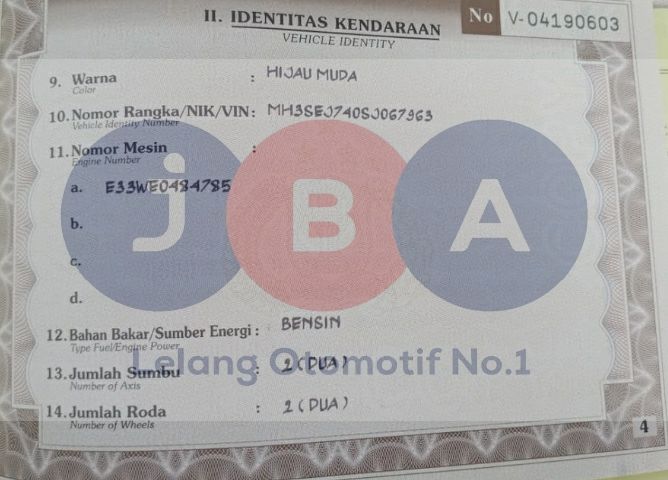 II. IDENTITAS KENDARAAN
VEHICLE IDENTITY
No V-04190603
9. Warna : HIJAU MUDA
Color
10. Nomor Rangka/NIK/VIN: MH3SEJ740SJ067963
Vehicle Identity Number
11. Nomor Mesin :
Engine Number
a. E33WE0484785
b.
c.
d.
jBA
12. Bahan Bakar/Sumber Energi : BENSIN
Type Fuel/Engine Power
Lelang Otomotif No.1
13. Jumlah Sumbu : 2 (DUA)
Number of Axis
14. Jumlah Roda : 2 (DUA)
Number of Wheels
4